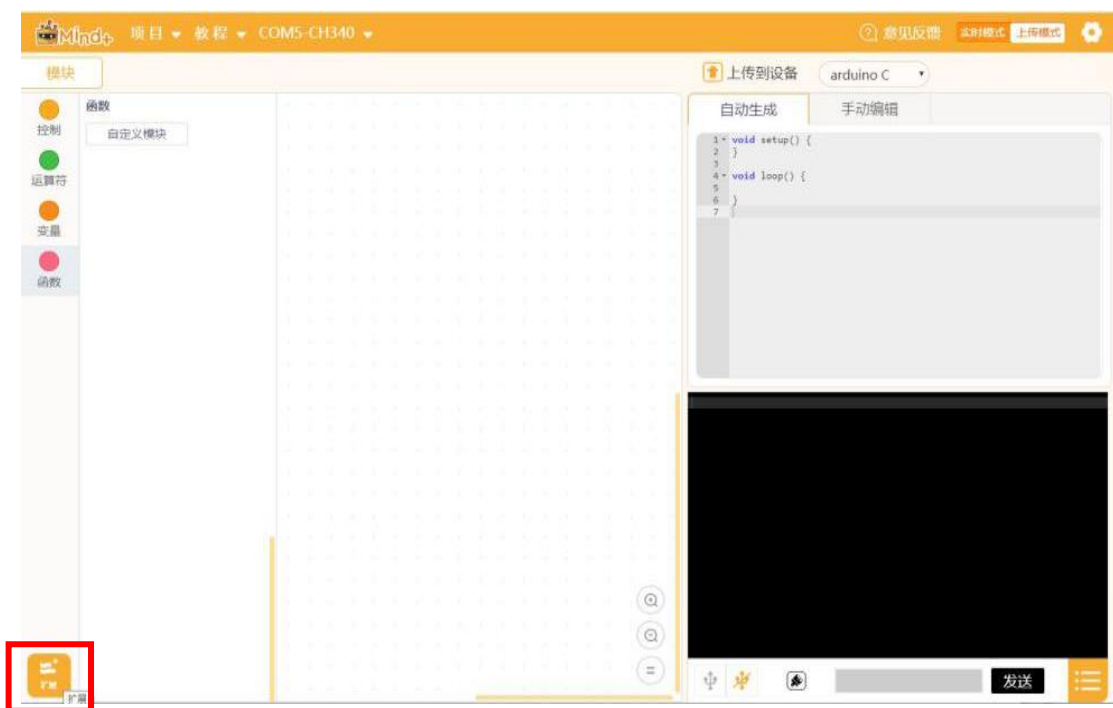 Mind+ 项目 教程 COM5-CH340 意见反馈 实时模式 上传模式
模块 上传到设备 arduino C
控制
运算符
变量
函数
函数
自定义模块
自动生成 手动编辑
1 void setup() {
2 }
3
4 void loop() {
5
6 }
7
扩展
扩展
发送